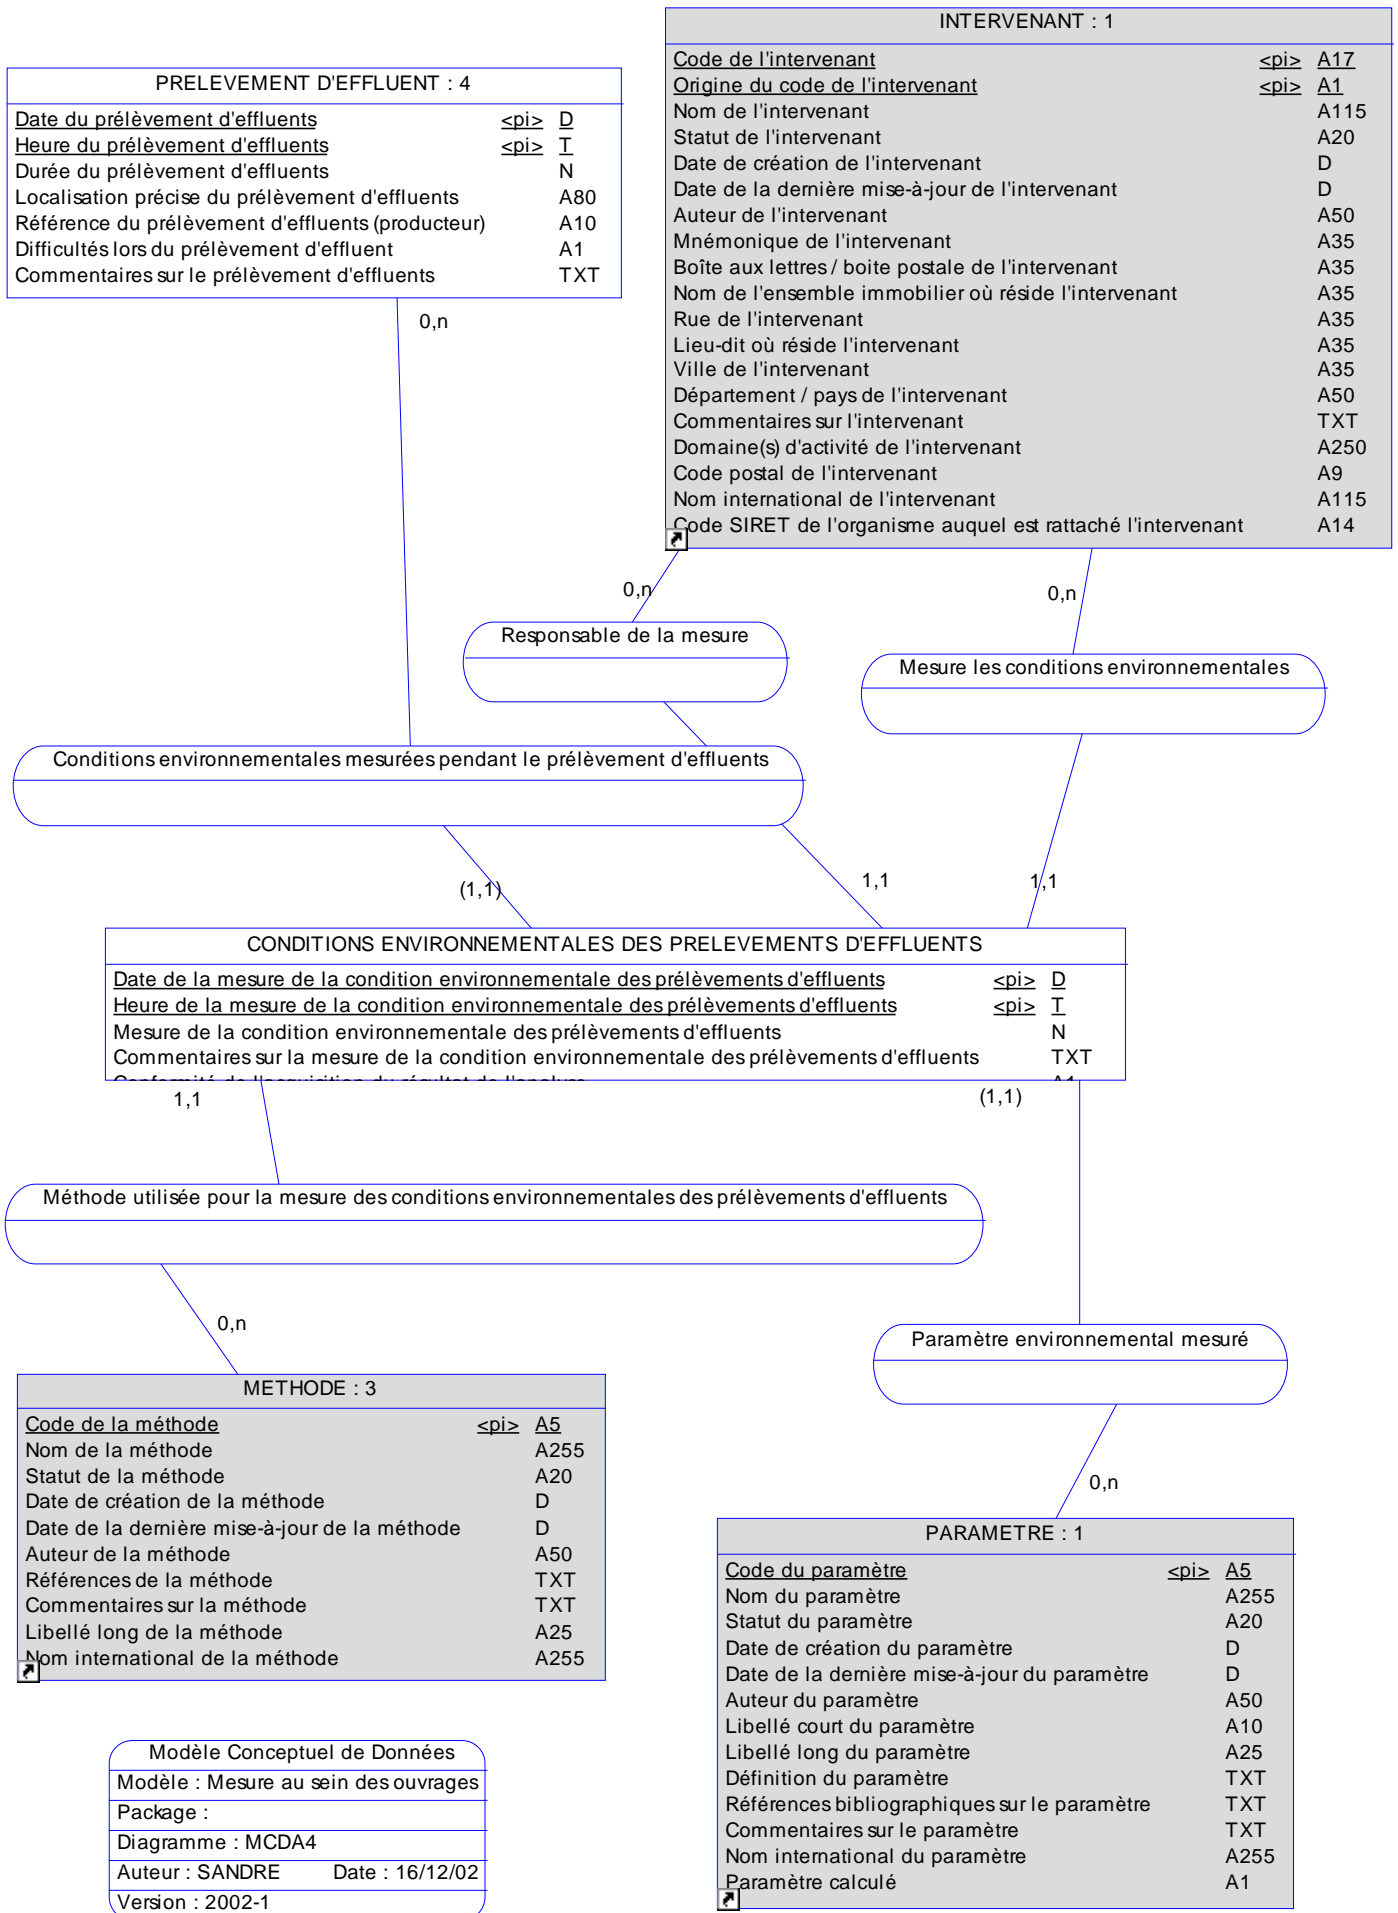 INTERVENANT : 1
Code de l'intervenant <pi> A17
Origine du code de l'intervenant <pi> A1
Nom de l'intervenant A115
Statut de l'intervenant A20
Date de création de l'intervenant D
Date de la dernière mise-à-jour de l'intervenant D
Auteur de l'intervenant A50
Mnémonique de l'intervenant A35
Boîte aux lettres / boite postale de l'intervenant A35
Nom de l'ensemble immobilier où réside l'intervenant A35
Rue de l'intervenant A35
Lieu-dit où réside l'intervenant A35
Ville de l'intervenant A35
Département / pays de l'intervenant A50
Commentaires sur l'intervenant TXT
Domaine(s) d'activité de l'intervenant A250
Code postal de l'intervenant A9
Nom international de l'intervenant A115
Code SIRET de l'organisme auquel est rattaché l'intervenant A14
PRELEVEMENT D'EFFLUENT : 4
Date du prélèvement d'effluents <pi> D
Heure du prélèvement d'effluents <pi> T
Durée du prélèvement d'effluents N
Localisation précise du prélèvement d'effluents A80
Référence du prélèvement d'effluents (producteur) A10
Difficultés lors du prélèvement d'effluent A1
Commentaires sur le prélèvement d'effluents TXT
0,n
0,n
0,n
Responsable de la mesure
Mesure les conditions environnementales
Conditions environnementales mesurées pendant le prélèvement d'effluents
(1,1)
1,1
1,1
CONDITIONS ENVIRONNEMENTALES DES PRELEVEMENTS D'EFFLUENTS
Date de la mesure de la condition environnementale des prélèvements d'effluents <pi> D
Heure de la mesure de la condition environnementale des prélèvements d'effluents <pi> T
Mesure de la condition environnementale des prélèvements d'effluents N
Commentaires sur la mesure de la condition environnementale des prélèvements d'effluents TXT
Conformité de l'acquisition du résultat de l'analyse A1
1,1
(1,1)
Méthode utilisée pour la mesure des conditions environnementales des prélèvements d'effluents
0,n
Paramètre environnemental mesuré
0,n
METHODE : 3
Code de la méthode <pi> A5
Nom de la méthode A255
Statut de la méthode A20
Date de création de la méthode D
Date de la dernière mise-à-jour de la méthode D
Auteur de la méthode A50
Références de la méthode TXT
Commentaires sur la méthode TXT
Libellé long de la méthode A25
Nom international de la méthode A255
PARAMETRE : 1
Code du paramètre <pi> A5
Nom du paramètre A255
Statut du paramètre A20
Date de création du paramètre D
Date de la dernière mise-à-jour du paramètre D
Auteur du paramètre A50
Libellé court du paramètre A10
Libellé long du paramètre A25
Définition du paramètre TXT
Références bibliographiques sur le paramètre TXT
Commentaires sur le paramètre TXT
Nom international du paramètre A255
Paramètre calculé A1
Modèle Conceptuel de Données
Modèle : Mesure au sein des ouvrages
Package :
Diagramme : MCDA4
Auteur : SANDRE Date : 16/12/02
Version : 2002-1